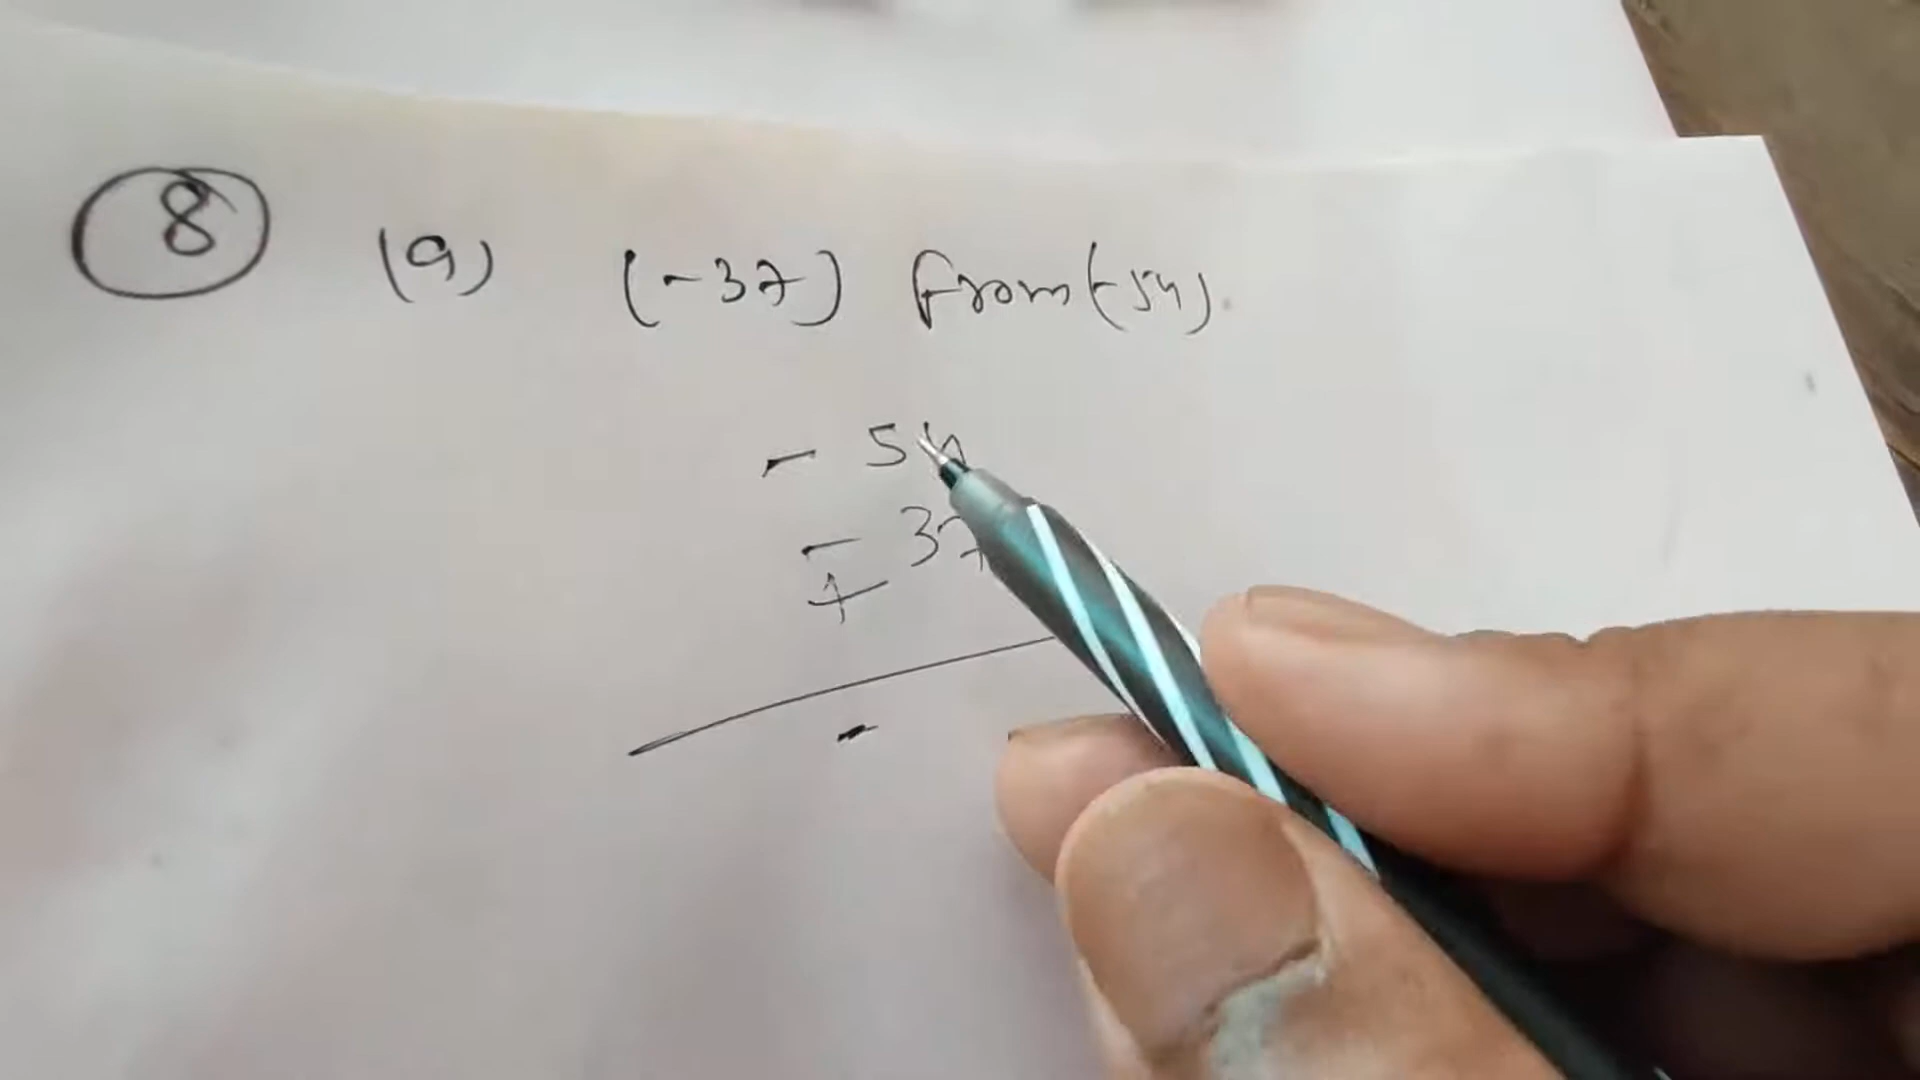 8 (a) (-37) from (-54).
- 54
- 37
+
-